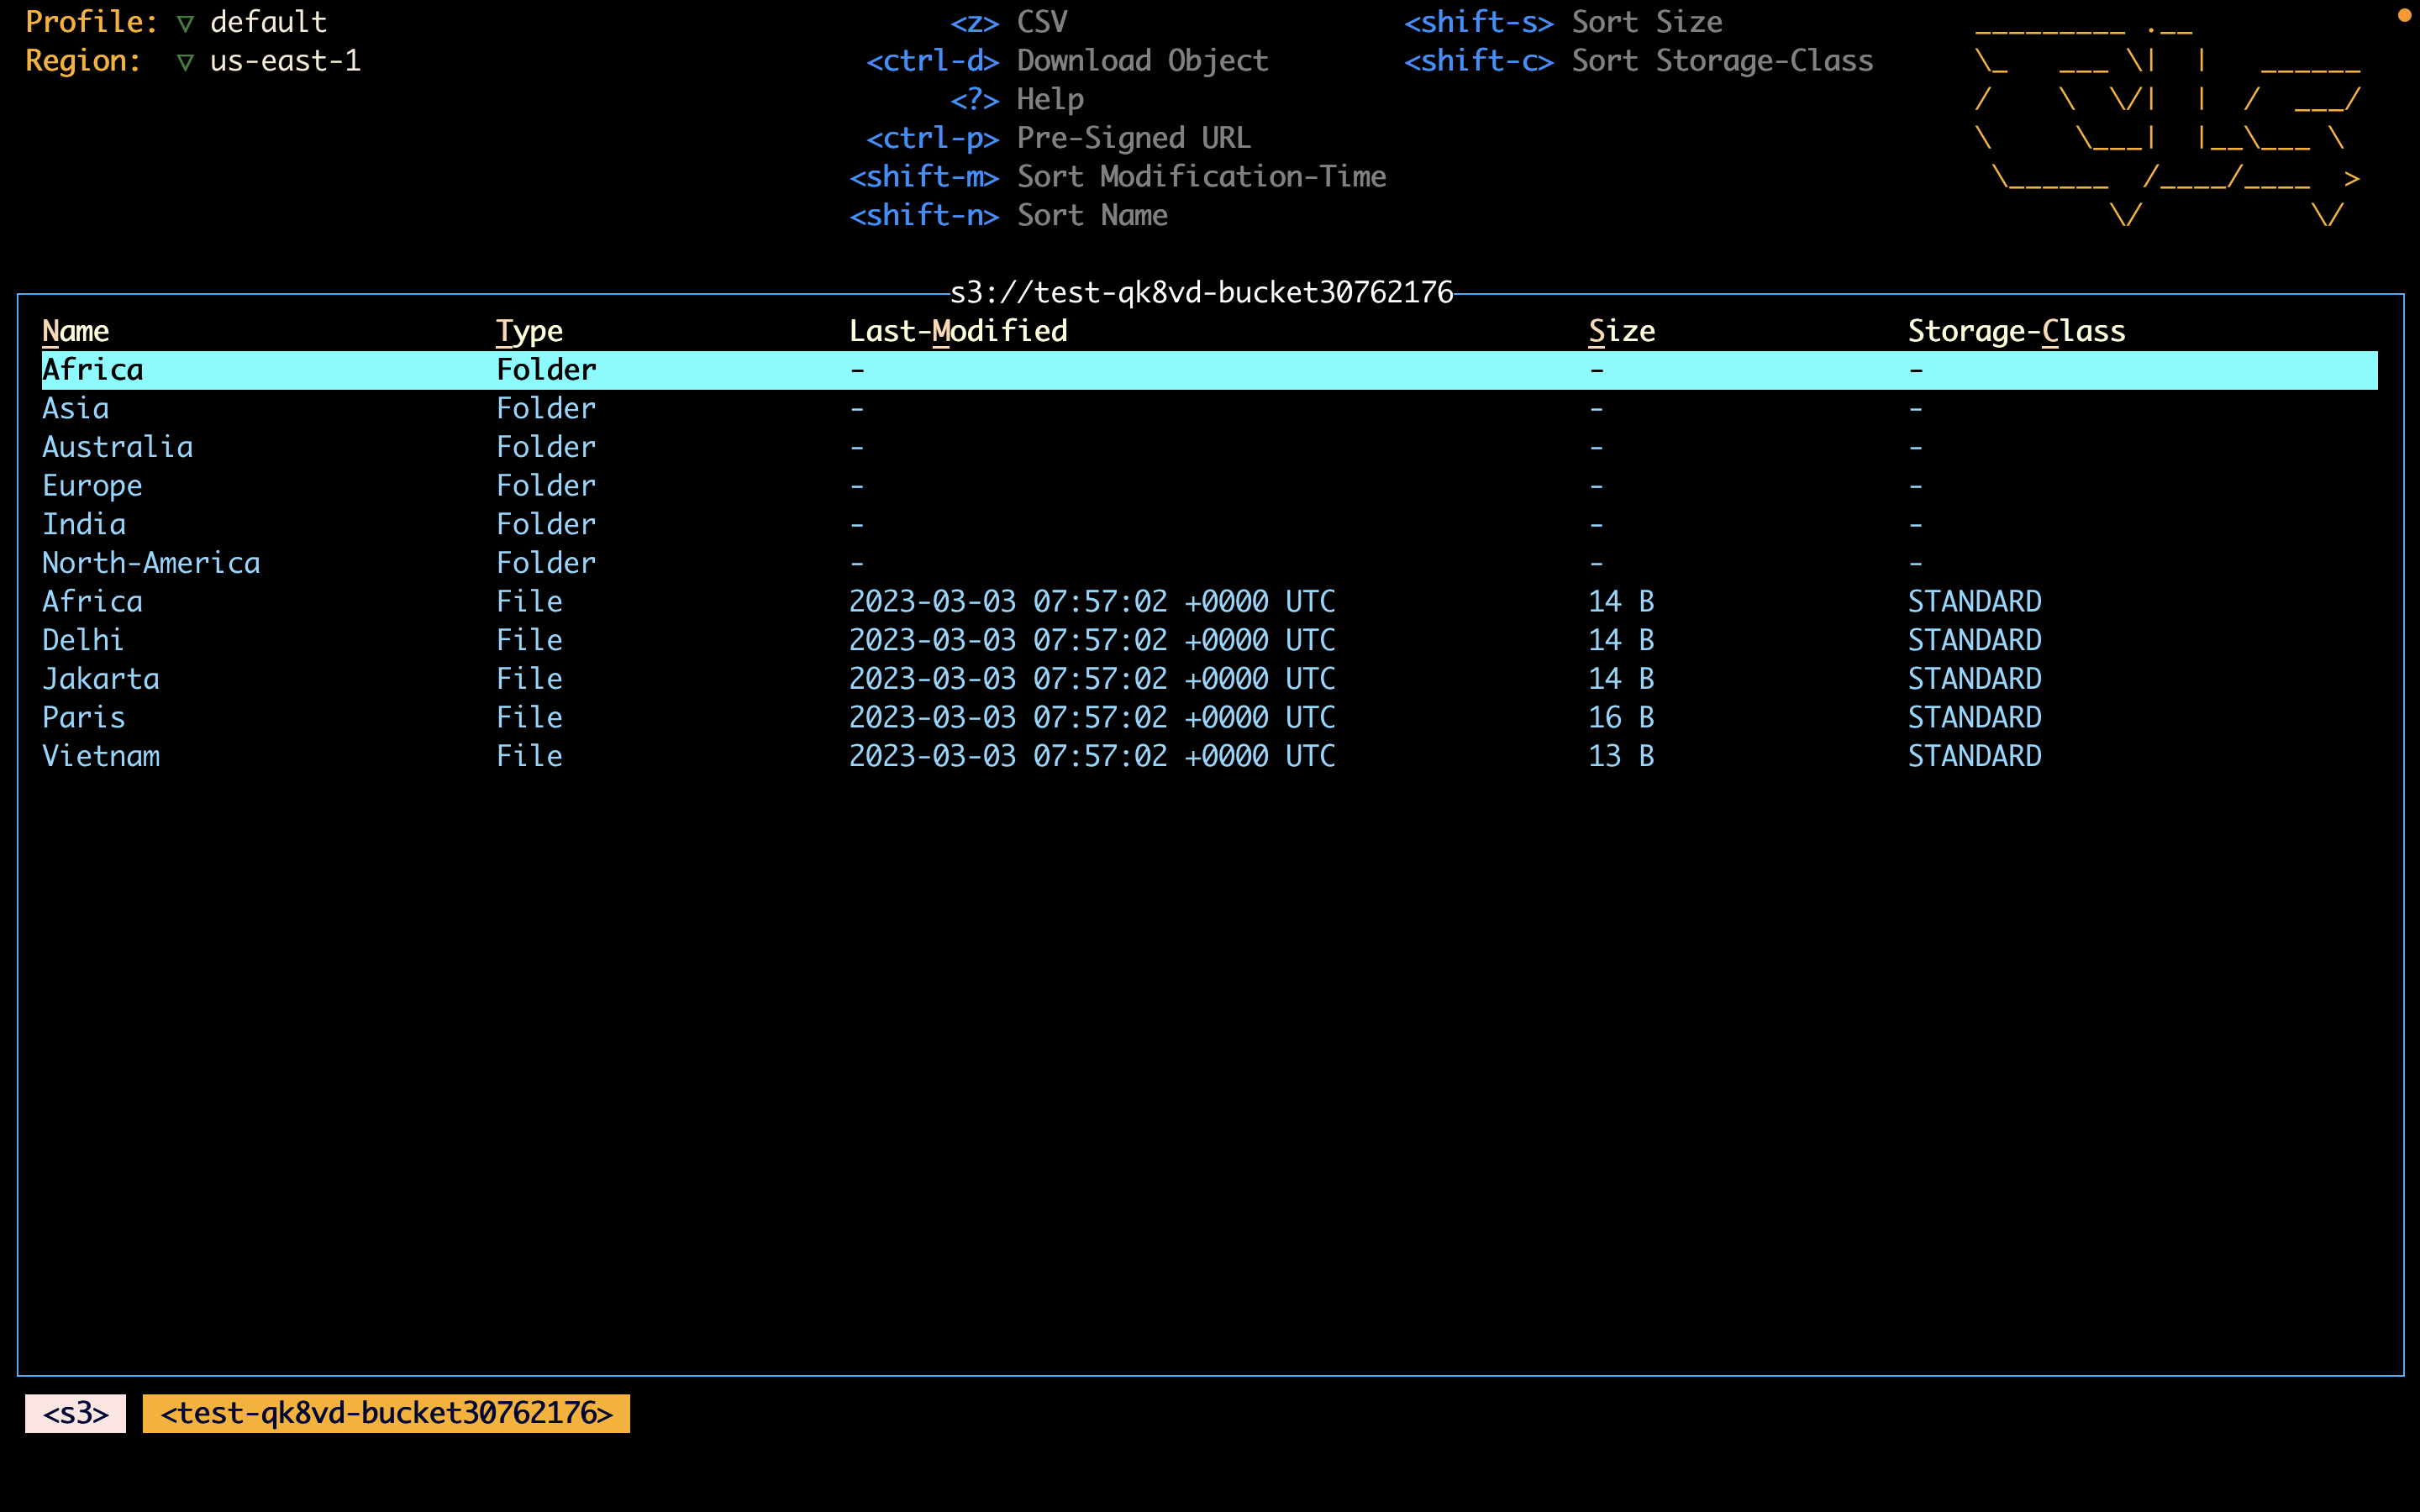 Profile: ▽ default
Region: ▽ us-east-1
<z> CSV
<ctrl-d> Download Object
<?> Help
<ctrl-p> Pre-Signed URL
<shift-m> Sort Modification-Time
<shift-n> Sort Name
<shift-s> Sort Size
<shift-c> Sort Storage-Class
s3://test-qk8vd-bucket30762176
Name Type Last-Modified Size Storage-Class
Africa Folder - - -
Asia Folder - - -
Australia Folder - - -
Europe Folder - - -
India Folder - - -
North-America Folder - - -
Africa File 2023-03-03 07:57:02 +0000 UTC 14 B STANDARD
Delhi File 2023-03-03 07:57:02 +0000 UTC 14 B STANDARD
Jakarta File 2023-03-03 07:57:02 +0000 UTC 14 B STANDARD
Paris File 2023-03-03 07:57:02 +0000 UTC 16 B STANDARD
Vietnam File 2023-03-03 07:57:02 +0000 UTC 13 B STANDARD
<s3> <test-qk8vd-bucket30762176>